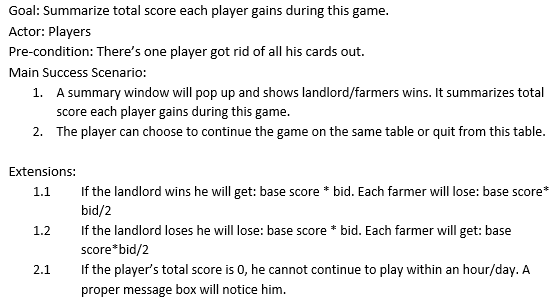 Goal: Summarize total score each player gains during this game.
Actor: Players
Pre-condition: There’s one player got rid of all his cards out.
Main Success Scenario:
1. A summary window will pop up and shows landlord/farmers wins. It summarizes total
score each player gains during this game.
2. The player can choose to continue the game on the same table or quit from this table.
Extensions:
1.1 If the landlord wins he will get: base score * bid. Each farmer will lose: base score*
bid/2
1.2 If the landlord loses he will lose: base score * bid. Each farmer will get: base
score*bid/2
2.1 If the player’s total score is 0, he cannot continue to play within an hour/day. A
proper message box will notice him.